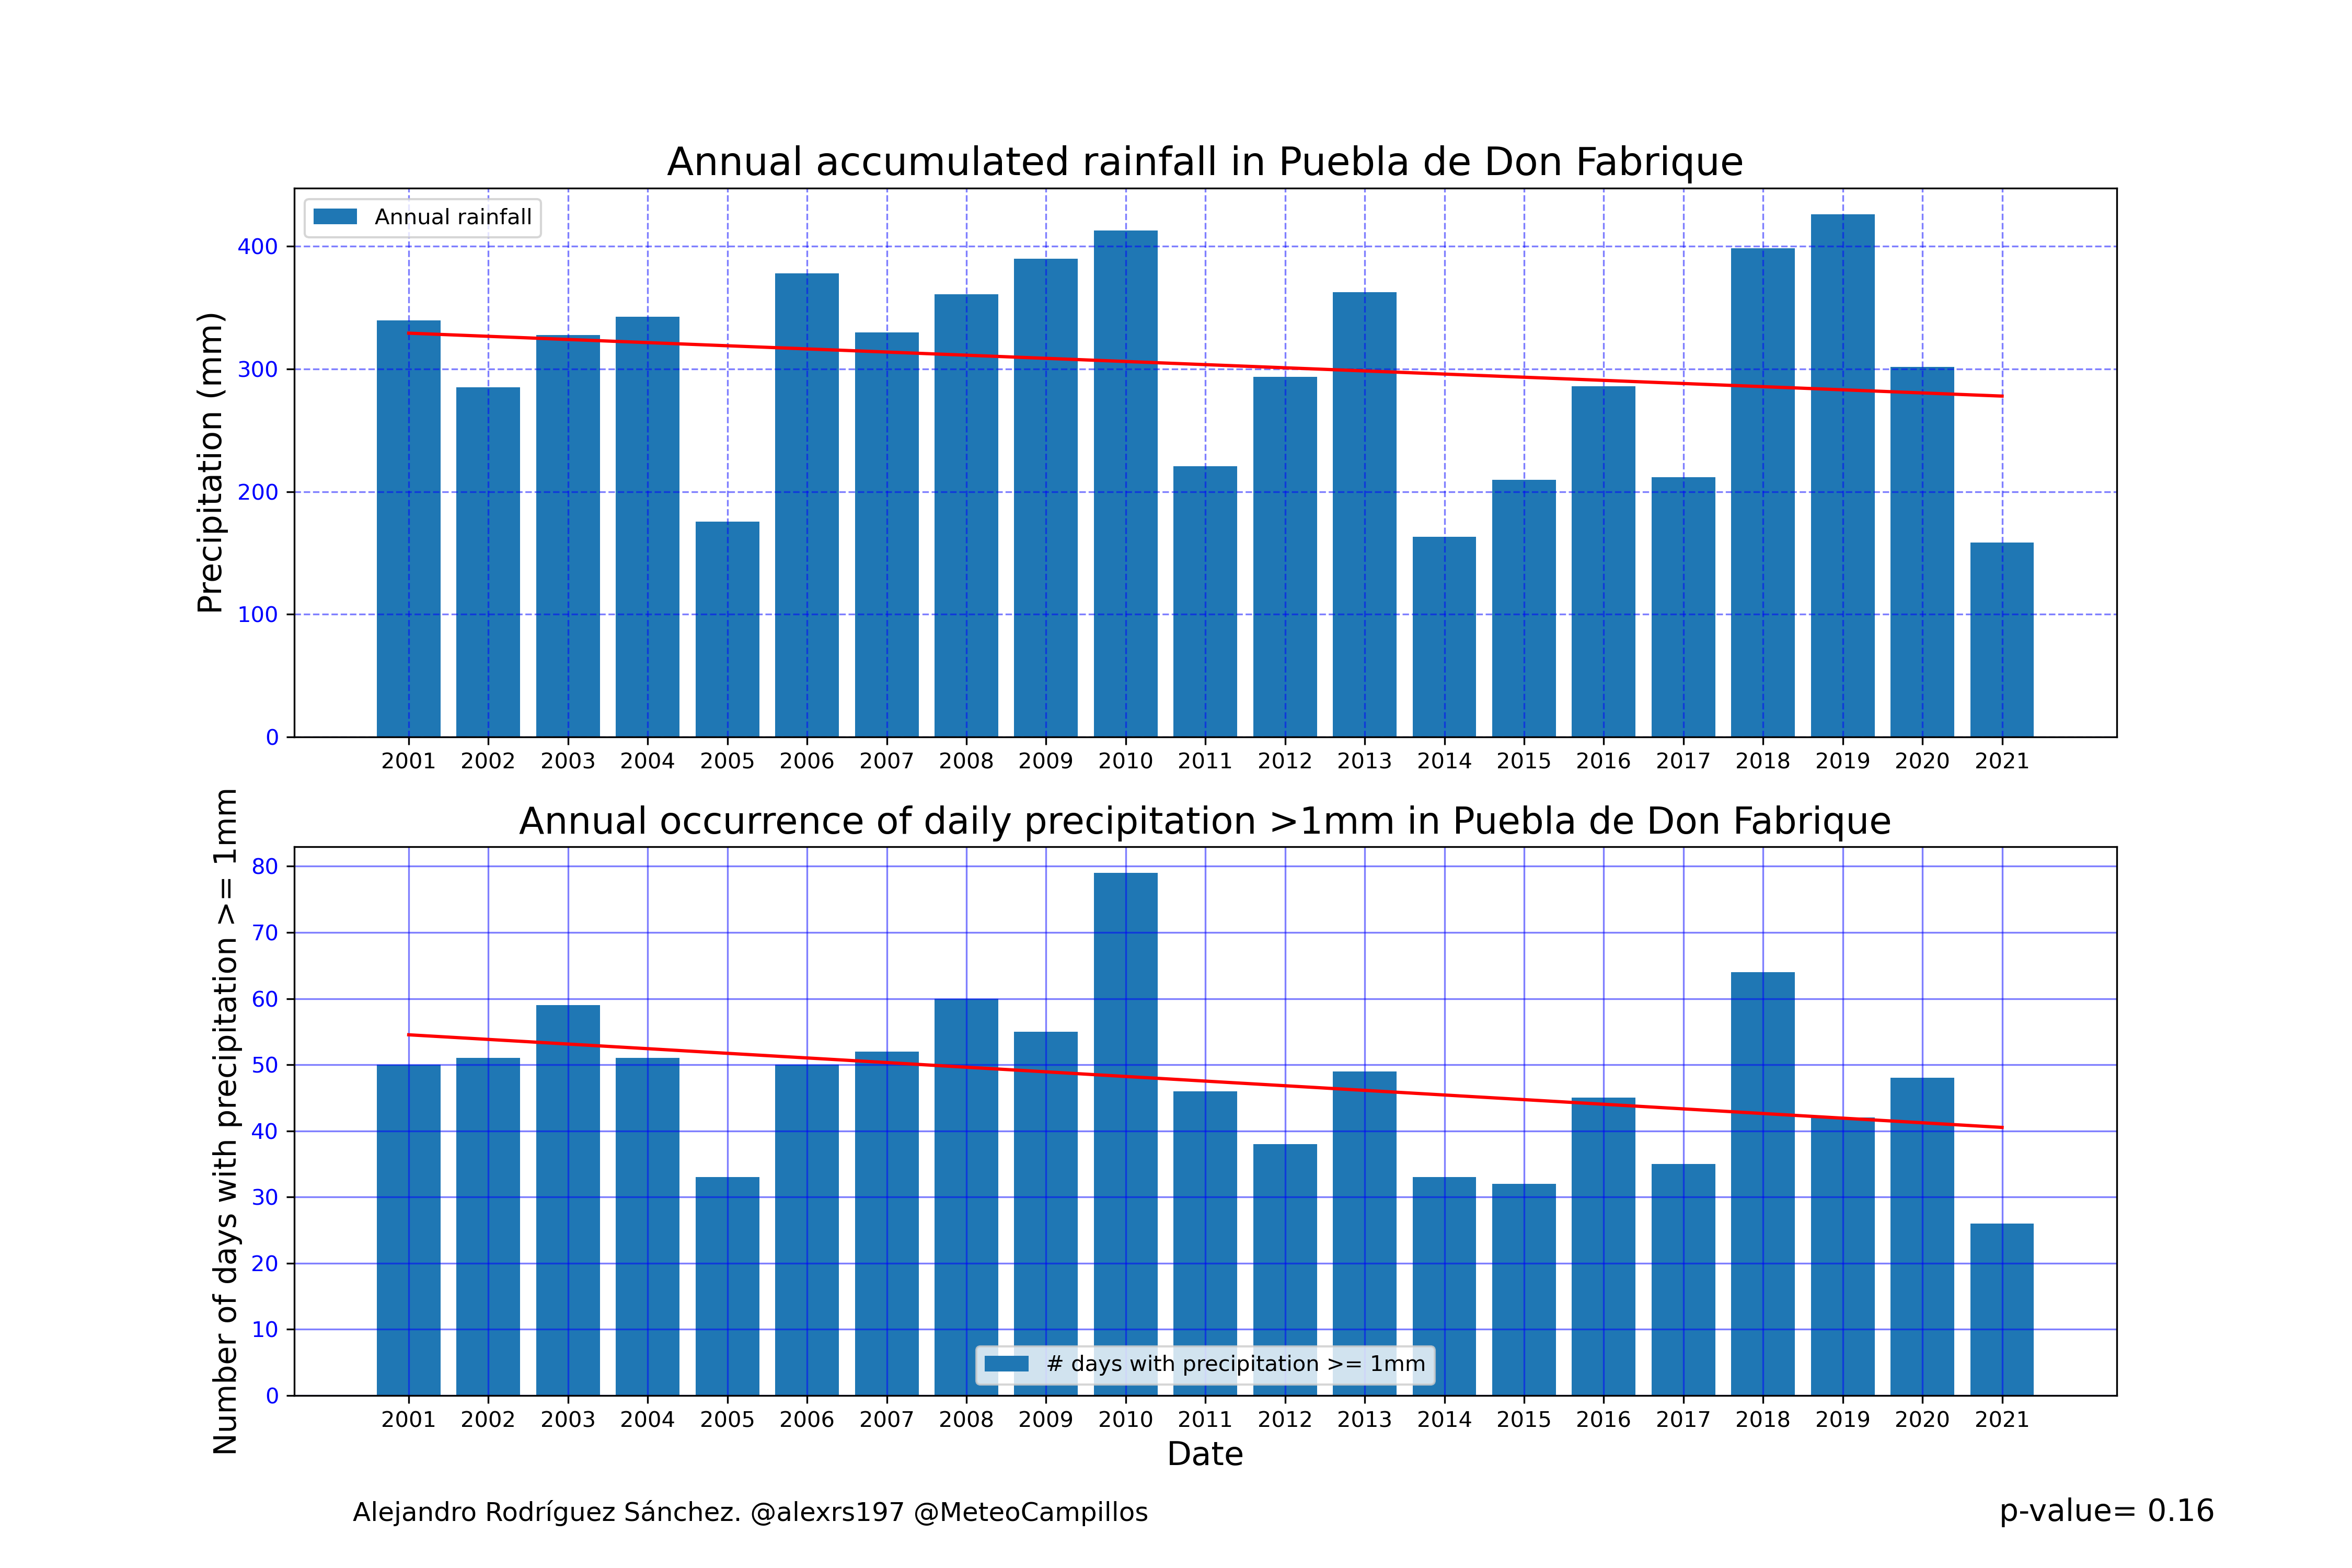 Annual accumulated rainfall in Puebla de Don Fabrique
Annual rainfall
Precipitation (mm)
400
300
200
100
0
2001 2002 2003 2004 2005 2006 2007 2008 2009 2010 2011 2012 2013 2014 2015 2016 2017 2018 2019 2020 2021
Annual occurrence of daily precipitation >1mm in Puebla de Don Fabrique
Number of days with precipitation >= 1mm
80
70
60
50
40
30
20
10
0
# days with precipitation >= 1mm
2001 2002 2003 2004 2005 2006 2007 2008 2009 2010 2011 2012 2013 2014 2015 2016 2017 2018 2019 2020 2021
Date
Alejandro Rodríguez Sánchez. @alexrs197 @MeteoCampillos
p-value= 0.16